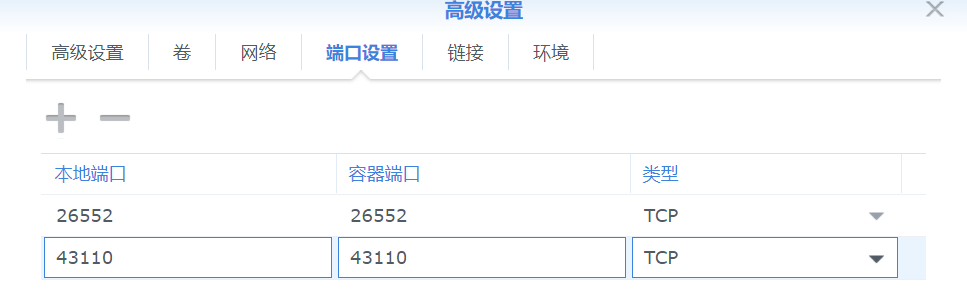 高级设置
高级设置 卷 网络 端口设置 链接 环境
本地端口 容器端口 类型
26552 26552 TCP
43110 43110 TCP